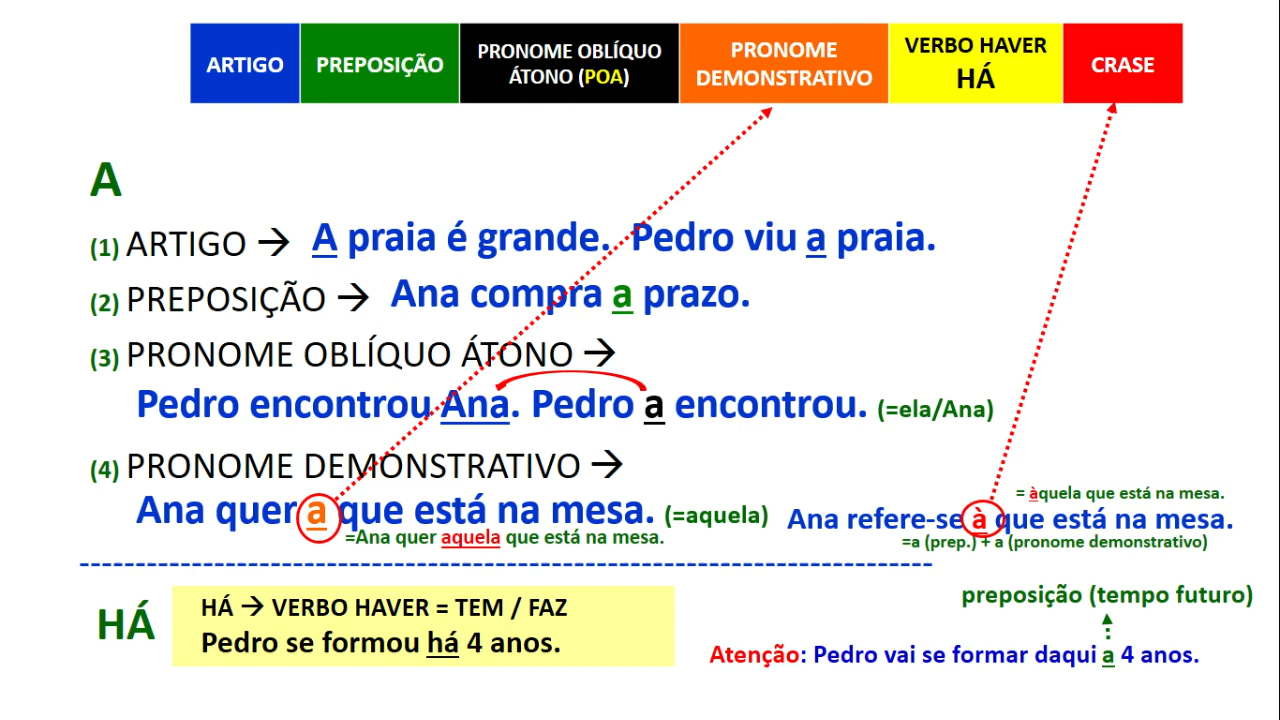 ARTIGO
PREPOSIÇÃO
PRONOME OBLÍQUO
ÁTONO (POA)
PRONOME
DEMONSTRATIVO
VERBO HAVER
HÁ
CRASE
A
(1) ARTIGO → A praia é grande. Pedro viu a praia.
(2) PREPOSIÇÃO → Ana compra a prazo.
(3) PRONOME OBLÍQUO ÁTONO →
Pedro encontrou Ana. Pedro a encontrou. (=ela/Ana)
(4) PRONOME DEMONSTRATIVO →
Ana quer a que está na mesa. (=aquela)
=Ana quer aquela que está na mesa.
= àquela que está na mesa.
Ana refere-se à que está na mesa.
=a (prep.) + a (pronome demonstrativo)
HÁ
HÁ → VERBO HAVER = TEM / FAZ
Pedro se formou há 4 anos.
preposição (tempo futuro)
Atenção: Pedro vai se formar daqui a 4 anos.